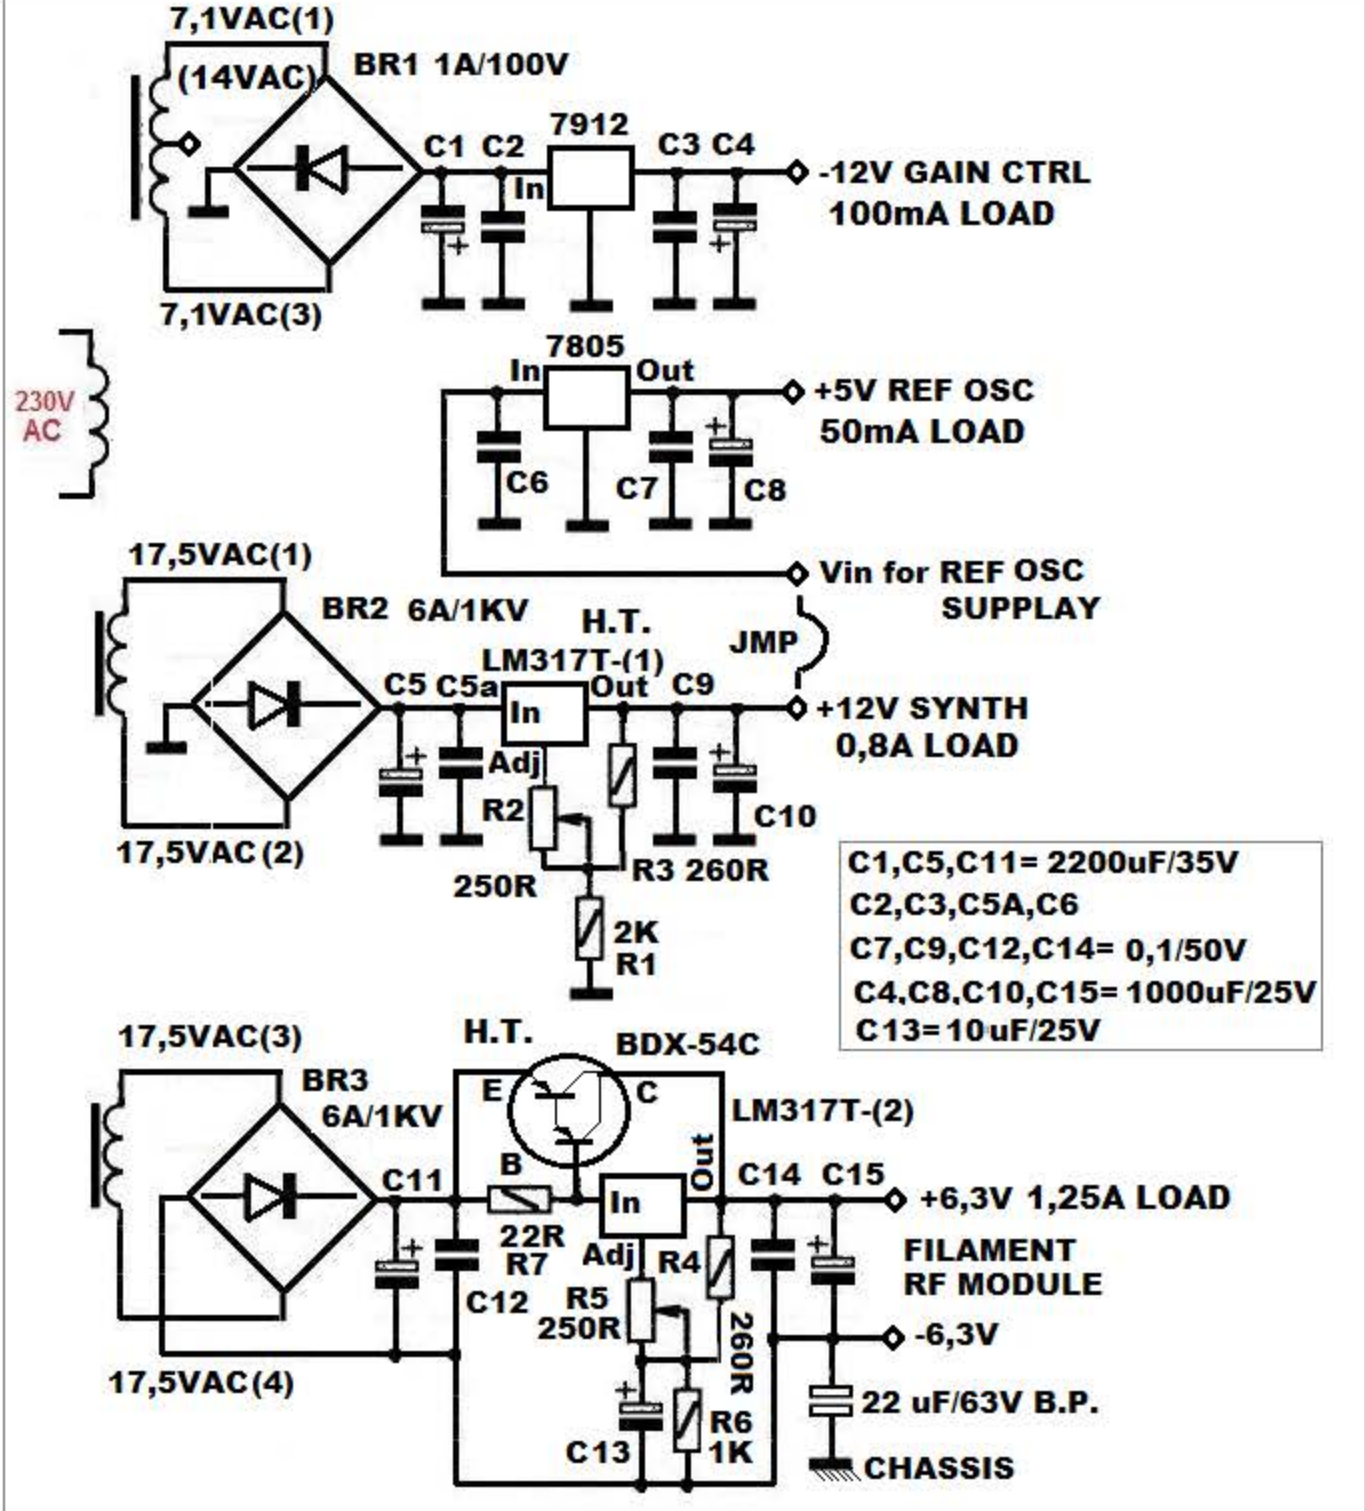 7,1VAC(1)
(14VAC)
BR1 1A/100V
C1 C2
7912
In
C3 C4
-12V GAIN CTRL
100mA LOAD
+
+
7,1VAC(3)
230V
AC
7805
In
Out
+5V REF OSC
50mA LOAD
+
C6
C7
C8
Vin for REF OSC
SUPPLAY
JMP
17,5VAC(1)
BR2 6A/1KV
H.T.
LM317T-(1)
C5 C5a
In
Out
C9
+12V SYNTH
0,8A LOAD
+
Adj
+
R2
C10
250R
R3 260R
2K
R1
17,5VAC(2)
C1,C5,C11= 2200uF/35V
C2,C3,C5A,C6
C7,C9,C12,C14= 0,1/50V
C4,C8,C10,C15= 1000uF/25V
C13= 10uF/25V
17,5VAC(3)
BR3
6A/1KV
H.T.
BDX-54C
E
C
B
LM317T-(2)
C11
In
Out
C14 C15
+6,3V 1,25A LOAD
+
22R
R7
Adj
R4
+
FILAMENT
RF MODULE
C12
R5
250R
260R
-6,3V
17,5VAC(4)
+
C13
R6
1K
22 uF/63V B.P.
CHASSIS